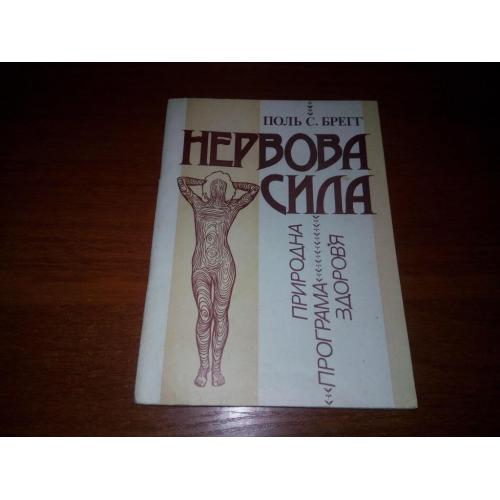 ПОЛЬ С. БРЕГГ
НЕРВОВА
СИЛА
ПРИРОДНА
ПРОГРАМА
ЗДОРОВ'Я